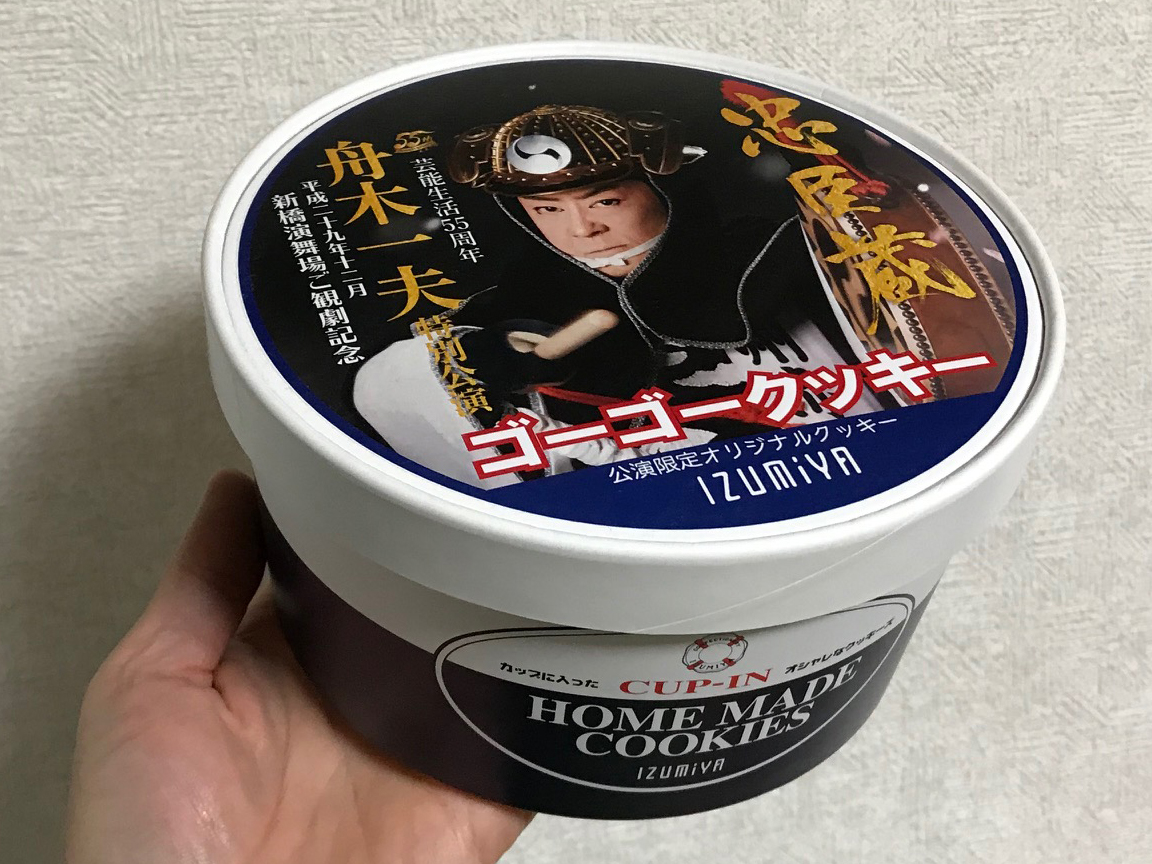 忠臣蔵
55th
芸能生活55周年
舟木一夫
特別公演
平成二十九年十二月
新橋演舞場ご観劇記念
ゴーゴークッキー
公演限定オリジナルクッキー
IZUMiYA
IZUMIYA
カップに入った CUP-IN オシャレなクッキーズ
HOME MADE
COOKIES
IZUMiYA